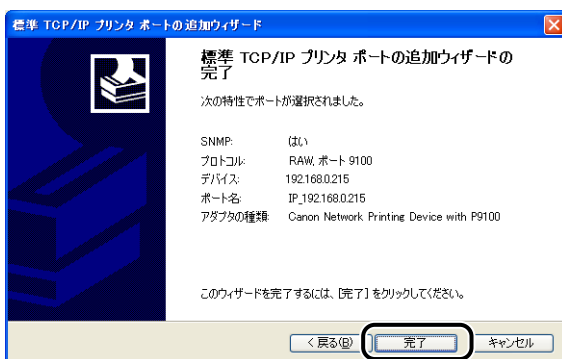 標準 TCP/IP プリンタ ポートの追加ウィザード
標準 TCP/IP プリンタ ポートの追加ウィザードの
完了
次の特性でポートが選択されました。
SNMP: はい
プロトコル: RAW, ポート 9100
デバイス: 192.168.0.215
ポート名: IP_192.168.0.215
アダプタの種類: Canon Network Printing Device with P9100
このウィザードを完了するには、[完了] をクリックしてください。
< 戻る(B) 完了 キャンセル